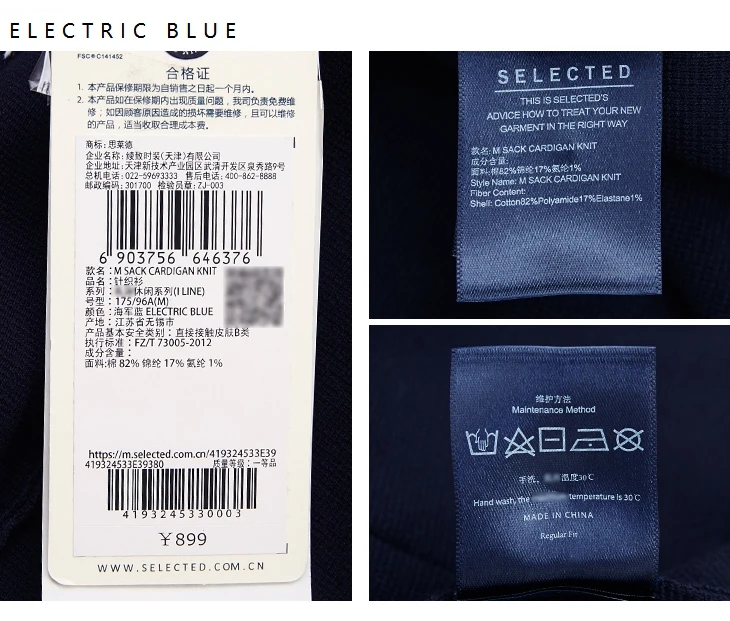 ELECTRIC BLUE
FSC® C141452
合格证
1. 本产品保修期限为自销售之日起一个月内。
2. 本产品如在保修期内出现质量问题，我司负责免费维
修；如因顾客原因造成的损坏需要维修，且可以维修
的产品，适当收取合理成本费。
商标：思莱德
企业名称：绫致时装(天津)有限公司
企业地址：天津新技术产业园区武清开发区泉秀路9号
总机电话：022-69693333 售后电话：400-862-8888
邮政编码：301700 检验员章：ZJ-003
6 903756 646376
款名：M SACK CARDIGAN KNIT
品名：针织衫
系列：休闲系列(I LINE)
号型：175/96A(M)
颜色：海军蓝 ELECTRIC BLUE
产地：江苏省无锡市
产品基本安全类别：直接接触皮肤B类
执行标准：FZ/T 73005-2012
成分含量：
面料:棉 82% 锦纶 17% 氨纶 1%
https://m.selected.com.cn/419324533E39
419324533E39380 质量等级：一等品
4193245330003
￥899
WWW.SELECTED.COM.CN
SELECTED
THIS IS SELECTED'S
ADVICE HOW TO TREAT YOUR NEW
GARMENT IN THE RIGHT WAY
款名: M SACK CARDIGAN KNIT
成分含量:
面料:棉82%锦纶17%氨纶1%
Style Name: M SACK CARDIGAN KNIT
Fiber Content:
Shell: Cotton82%Polyamide17%Elastane1%
维护方法
Maintenance Method
手洗，温度30℃
Hand wash, the temperature is 30℃
MADE IN CHINA
Regular Fit